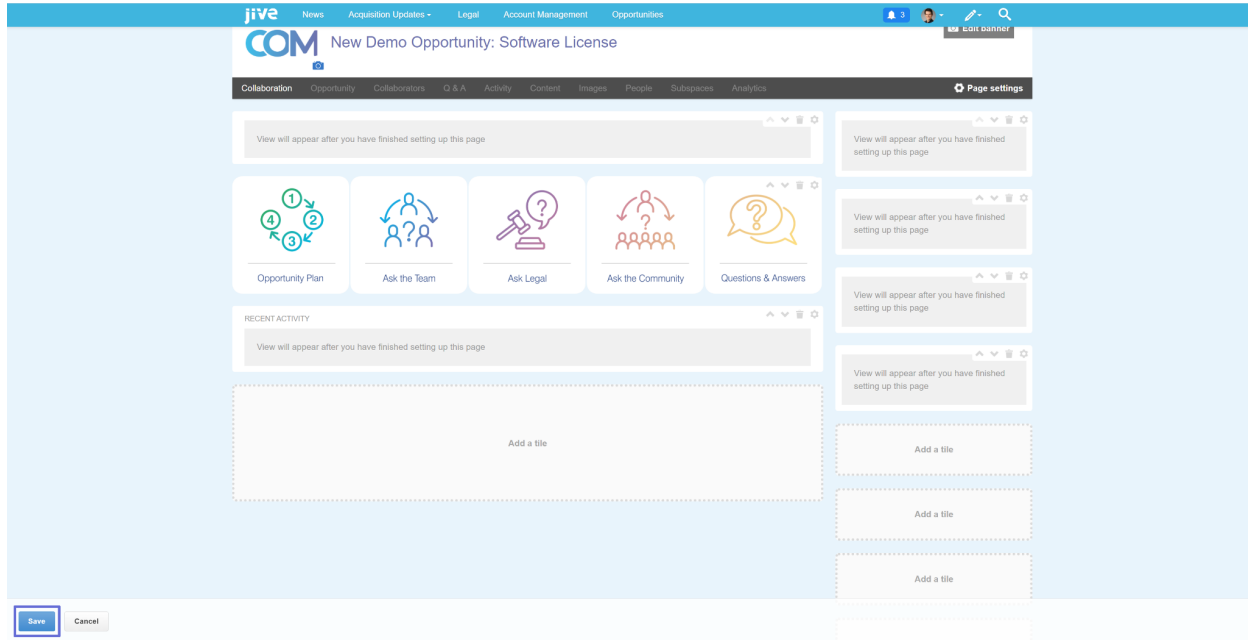 jive News Acquisition Updates Legal Account Management Opportunities 3
COM New Demo Opportunity: Software License
Edit banner
Collaboration Opportunity Collaborators Q & A Activity Content Images People Subspaces Analytics Page settings
View will appear after you have finished setting up this page
1
2
3
4
Opportunity Plan
?
Ask the Team
?
Ask Legal
?
Ask the Community
?
Questions & Answers
RECENT ACTIVITY
View will appear after you have finished setting up this page
Add a tile
View will appear after you have finished
setting up this page
View will appear after you have finished
setting up this page
View will appear after you have finished
setting up this page
View will appear after you have finished
setting up this page
Add a tile
Add a tile
Add a tile
Save Cancel